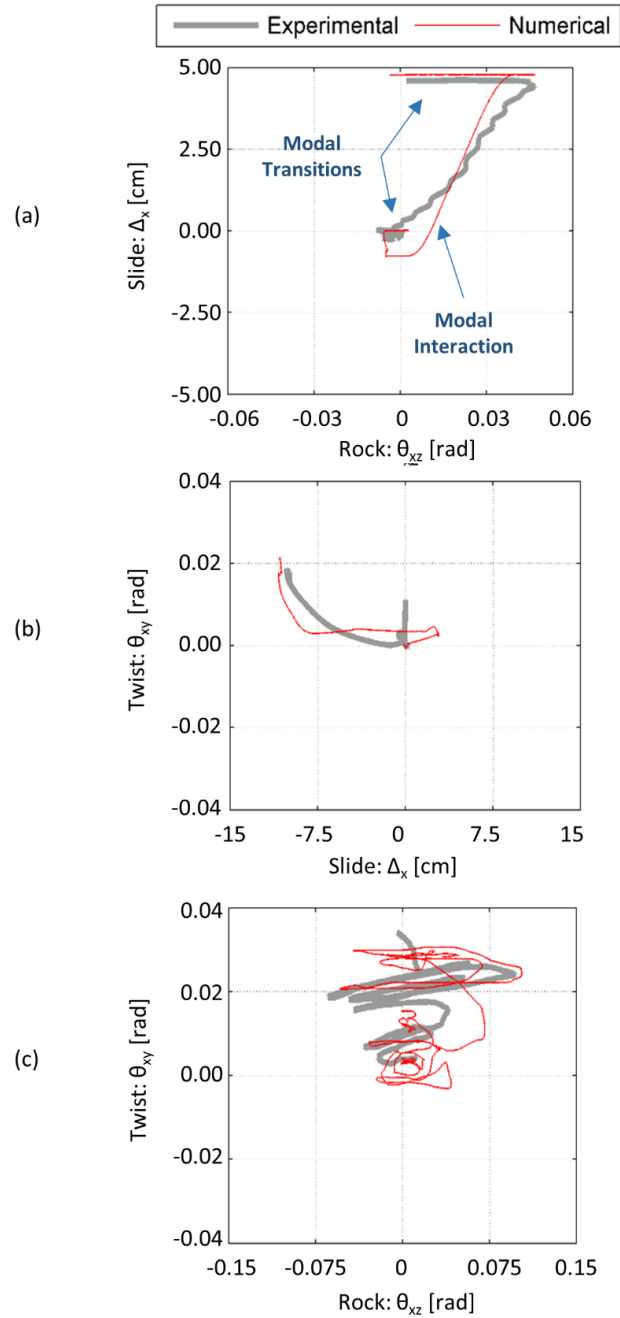 Experimental Numerical
(a)
5.00
2.50
0.00
-2.50
-5.00
Slide: Δx [cm]
Modal
Transitions
Modal
Interaction
-0.06 -0.03 0 0.03 0.06
Rock: θxz [rad]
(b)
0.04
0.02
0.00
-0.02
-0.04
Twist: θxy [rad]
-15 -7.5 0 7.5 15
Slide: Δx [cm]
(c)
0.04
0.02
0.00
-0.02
-0.04
Twist: θxy [rad]
-0.15 -0.075 0 0.075 0.15
Rock: θxz [rad]